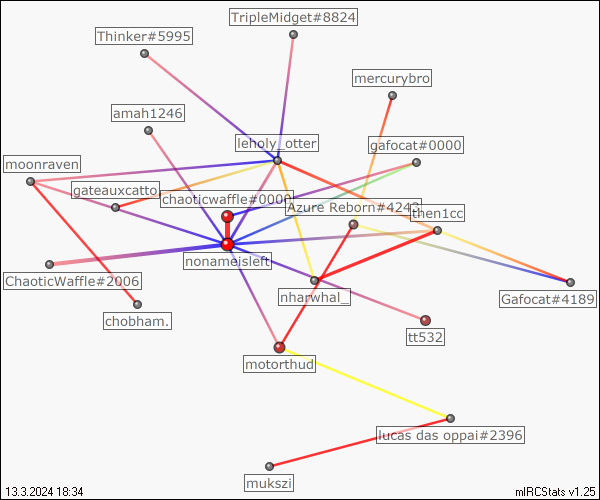 TripleMidget#8824
Thinker#5995
mercurybro
amah1246
leholy_otter
gafocat#0000
moonraven
gateauxcatto
chaoticwaffle#0000
Azure Reborn#4243
then1cc
nonameisleft
ChaoticWaffle#2006
nharwhal_
Gafocat#4189
chobham.
tt532
motorthud
lucas das oppai#2396
mukszi
13.3.2024 18:34
mIRCStats v1.25